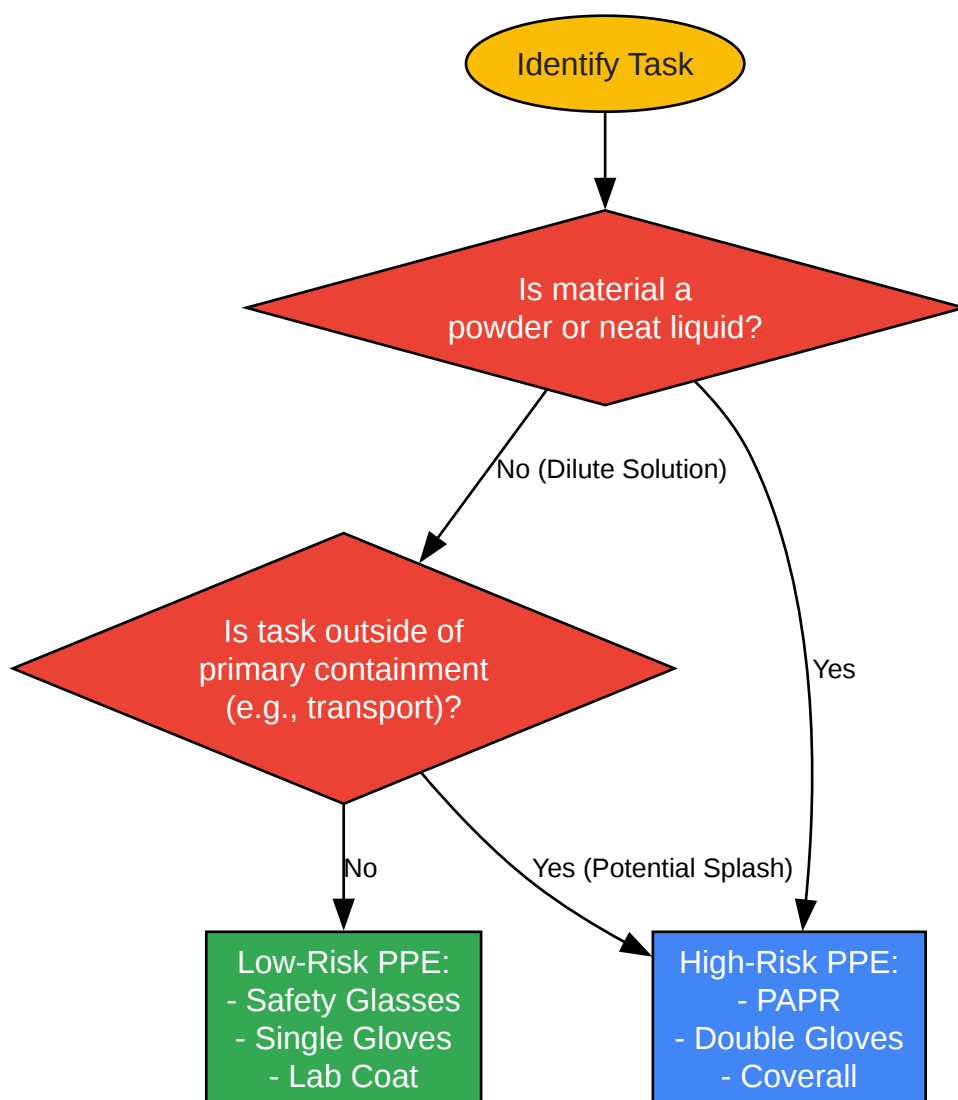 Identify Task
Is material a
powder or neat liquid?
No (Dilute Solution)
Is task outside of
primary containment
(e.g., transport)?
Yes
No
Yes (Potential Splash)
Low-Risk PPE:
- Safety Glasses
- Single Gloves
- Lab Coat
High-Risk PPE:
- PAPR
- Double Gloves
- Coverall